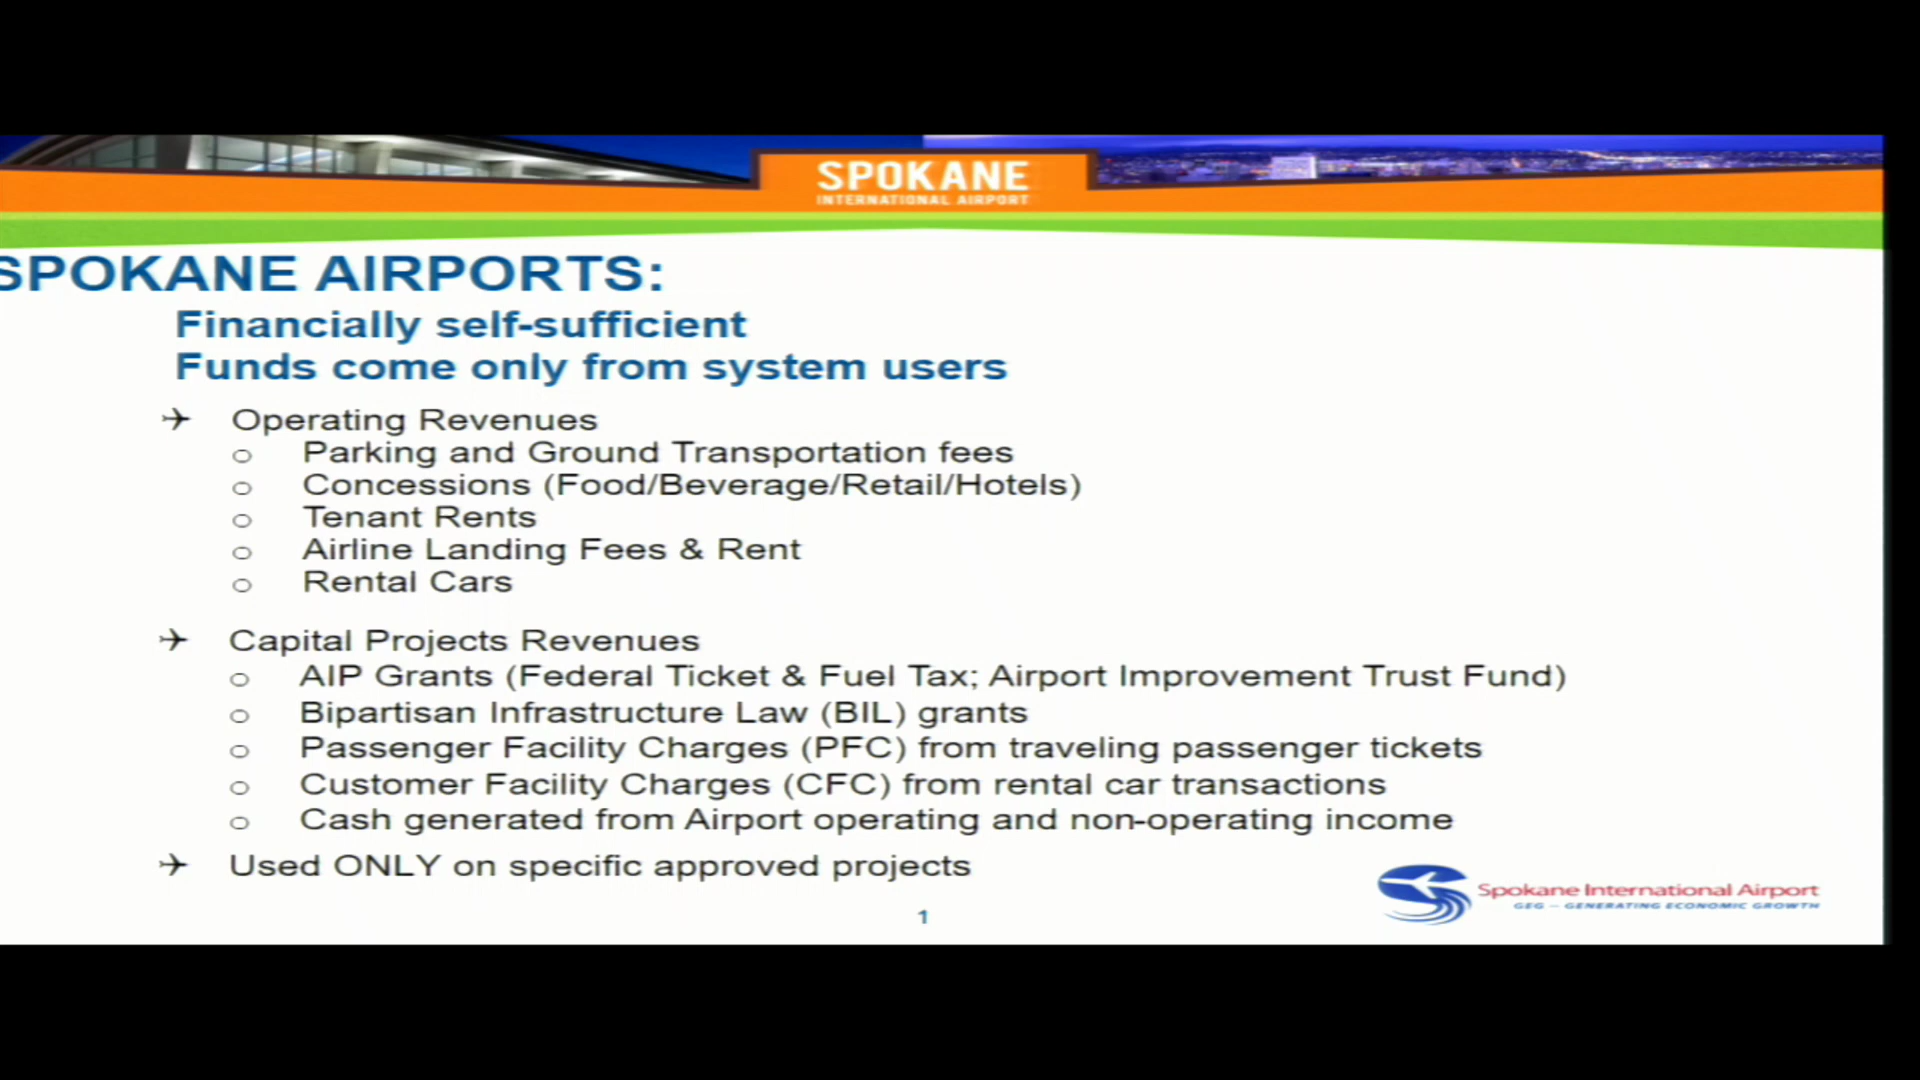 SPOKANE
INTERNATIONAL AIRPORT
SPOKANE AIRPORTS:
Financially self-sufficient
Funds come only from system users
Operating Revenues
Parking and Ground Transportation fees
Concessions (Food/Beverage/Retail/Hotels)
Tenant Rents
Airline Landing Fees & Rent
Rental Cars
Capital Projects Revenues
AIP Grants (Federal Ticket & Fuel Tax; Airport Improvement Trust Fund)
Bipartisan Infrastructure Law (BIL) grants
Passenger Facility Charges (PFC) from traveling passenger tickets
Customer Facility Charges (CFC) from rental car transactions
Cash generated from Airport operating and non-operating income
Used ONLY on specific approved projects
Spokane International Airport
GEG – GENERATING ECONOMIC GROWTH
1